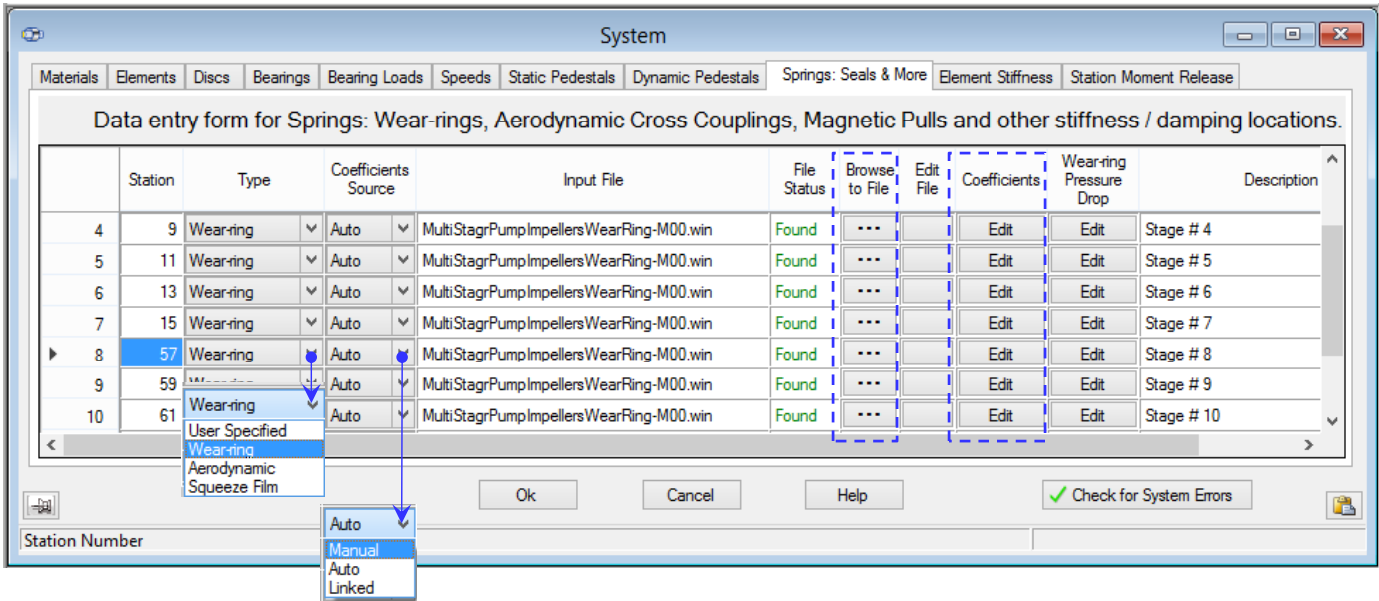 System
Materials Elements Discs Bearings Bearing Loads Speeds Static Pedestals Dynamic Pedestals Springs: Seals & More Element Stiffness Station Moment Release
Data entry form for Springs: Wear-rings, Aerodynamic Cross Couplings, Magnetic Pulls and other stiffness / damping locations.
Station Type Coefficients Source Input File File Status Browse to File Edit File Coefficients Wear-ring Pressure Drop Description
4 9 Wear-ring Auto MultiStagrPumpImpellersWearRing-M00.win Found ... Edit Edit Stage # 4
5 11 Wear-ring Auto MultiStagrPumpImpellersWearRing-M00.win Found ... Edit Edit Stage # 5
6 13 Wear-ring Auto MultiStagrPumpImpellersWearRing-M00.win Found ... Edit Edit Stage # 6
7 15 Wear-ring Auto MultiStagrPumpImpellersWearRing-M00.win Found ... Edit Edit Stage # 7
8 57 Wear-ring Auto MultiStagrPumpImpellersWearRing-M00.win Found ... Edit Edit Stage # 8
9 59 Auto MultiStagrPumpImpellersWearRing-M00.win Found ... Edit Edit Stage # 9
10 61 Auto MultiStagrPumpImpellersWearRing-M00.win Found ... Edit Edit Stage # 10
Wear-ring
User Specified
Wear-ring
Aerodynamic
Squeeze Film
Ok Cancel Help Check for System Errors
Station Number
Auto
Manual
Auto
Linked